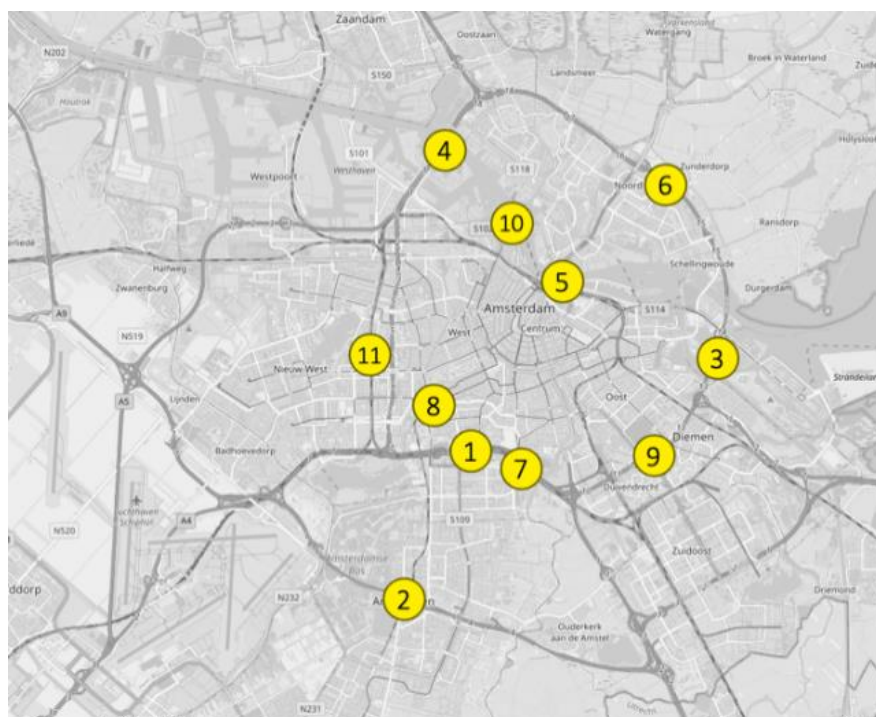 Zaandam
Oostzaan
Watergang
Broek in Waterland
N202
S150
Landsmeer
4
S101
Westhaven
S118
Westpoort
Zunderdorp
6
10
Ransdorp
Halfweg
Schellingwoude
Zwanenburg
5
Durgerdam
A9
Amsterdam
S114
N519
West
Centrum
11
3
Nieuw West
Lijnden
Oost
A5
8
Diemen
Badhoevedorp
1
7
9
Duivendrecht
A4
S109
N520
Zuidoost
2
N232
Driemond
Ouderkerk
aan de Amstel
N231